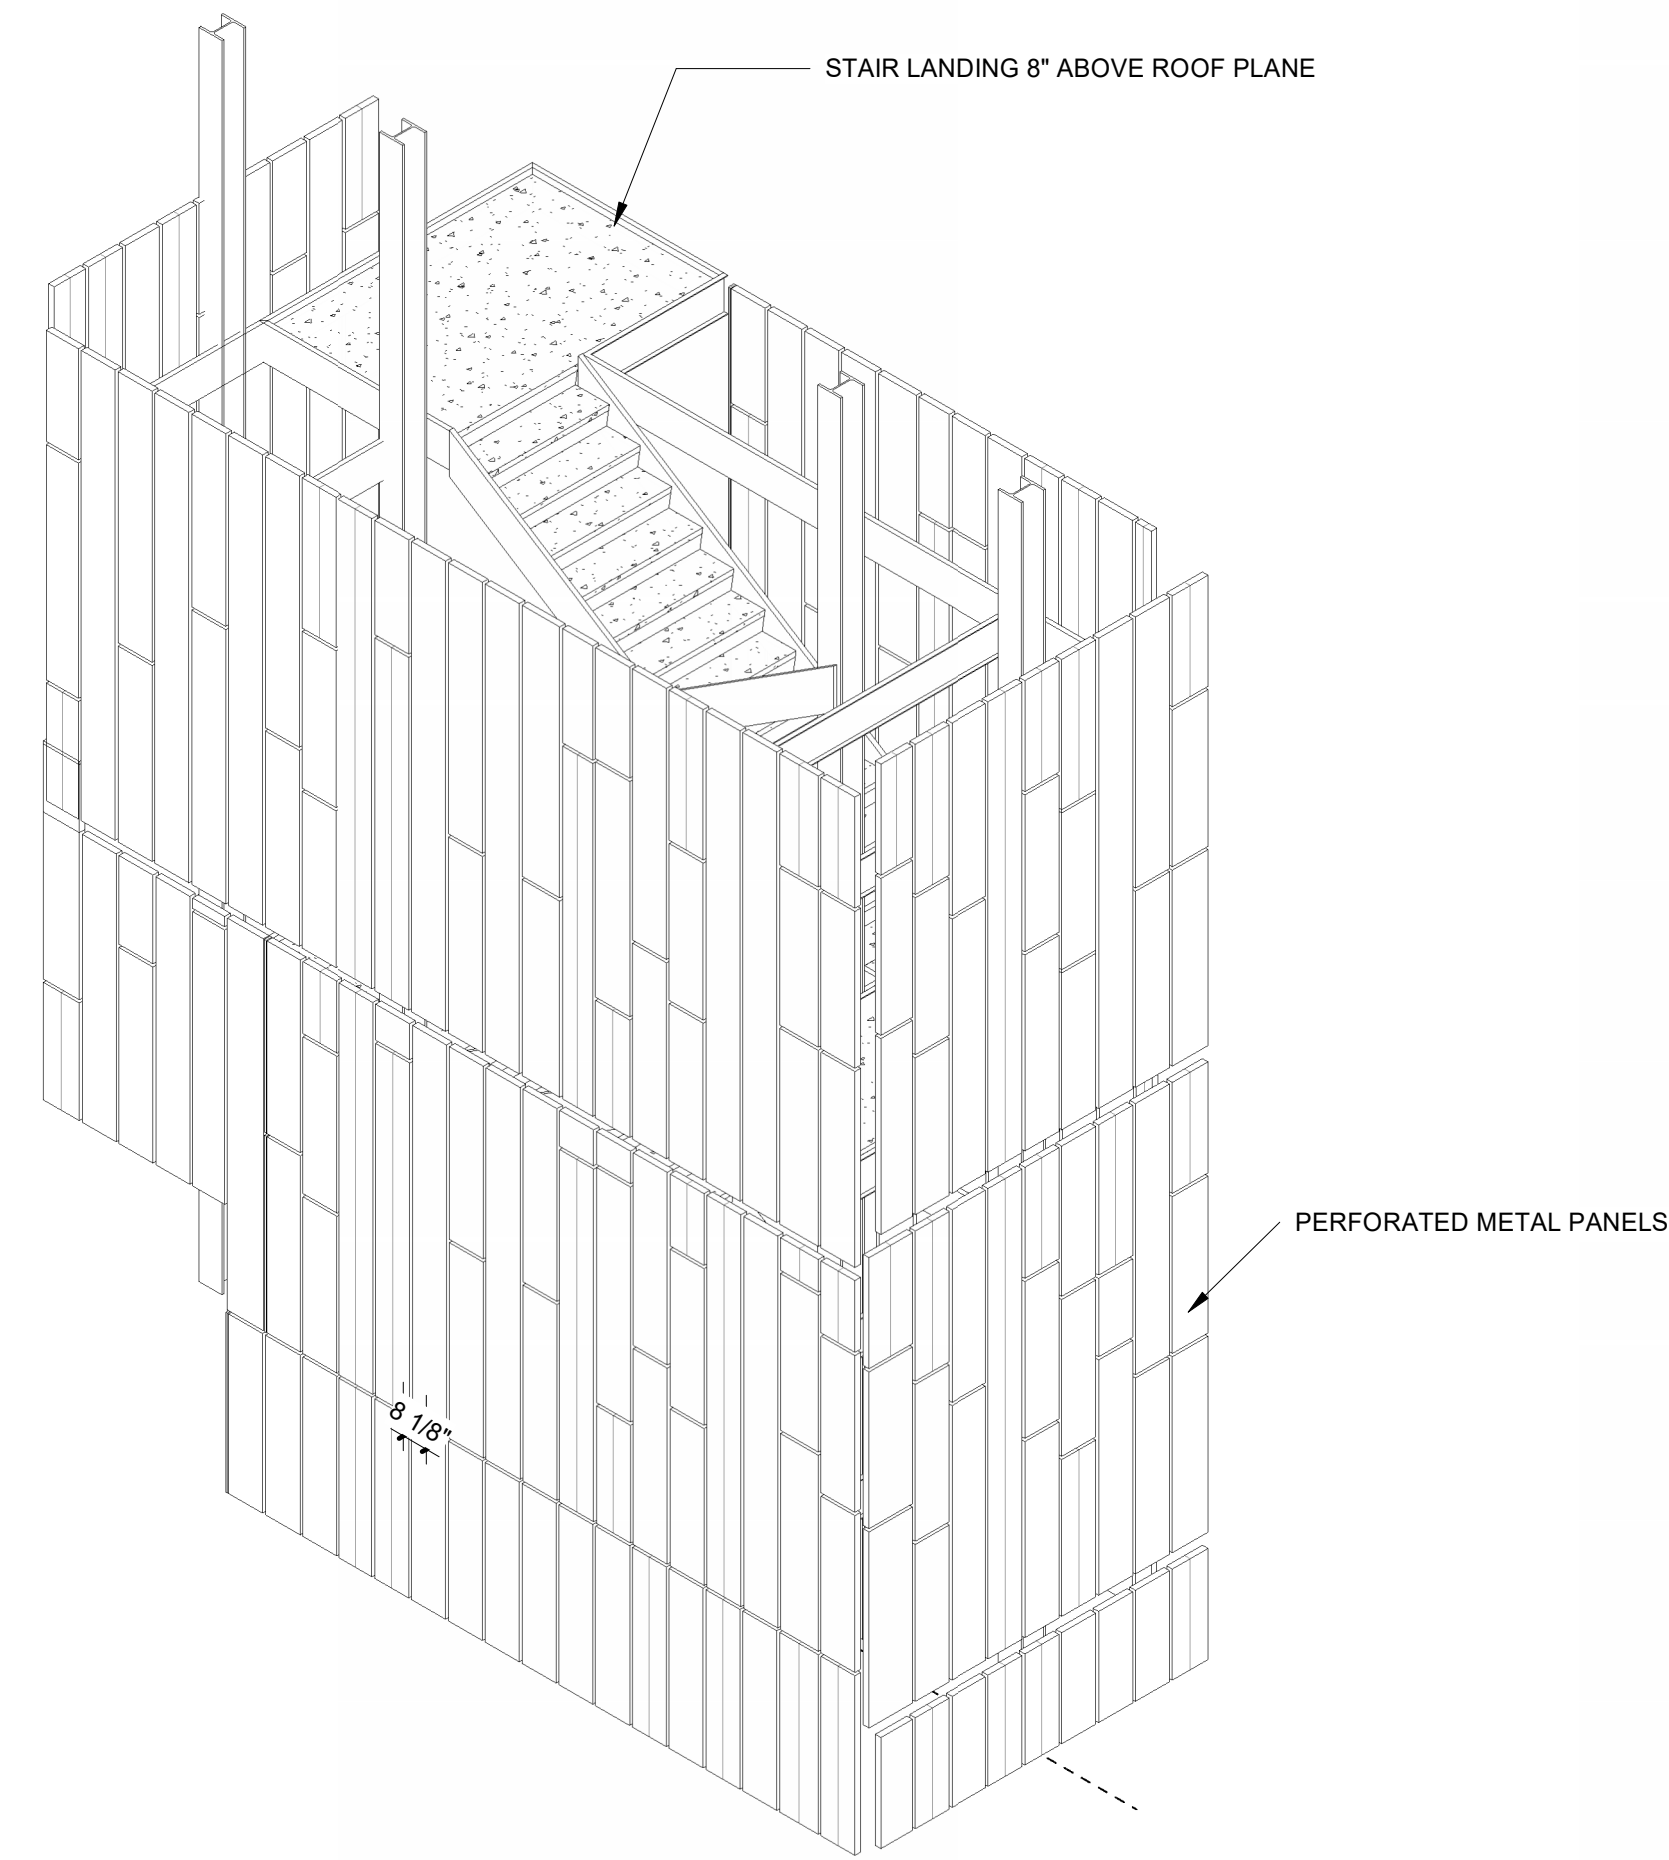 STAIR LANDING 8" ABOVE ROOF PLANE
PERFORATED METAL PANELS
8 1/8"